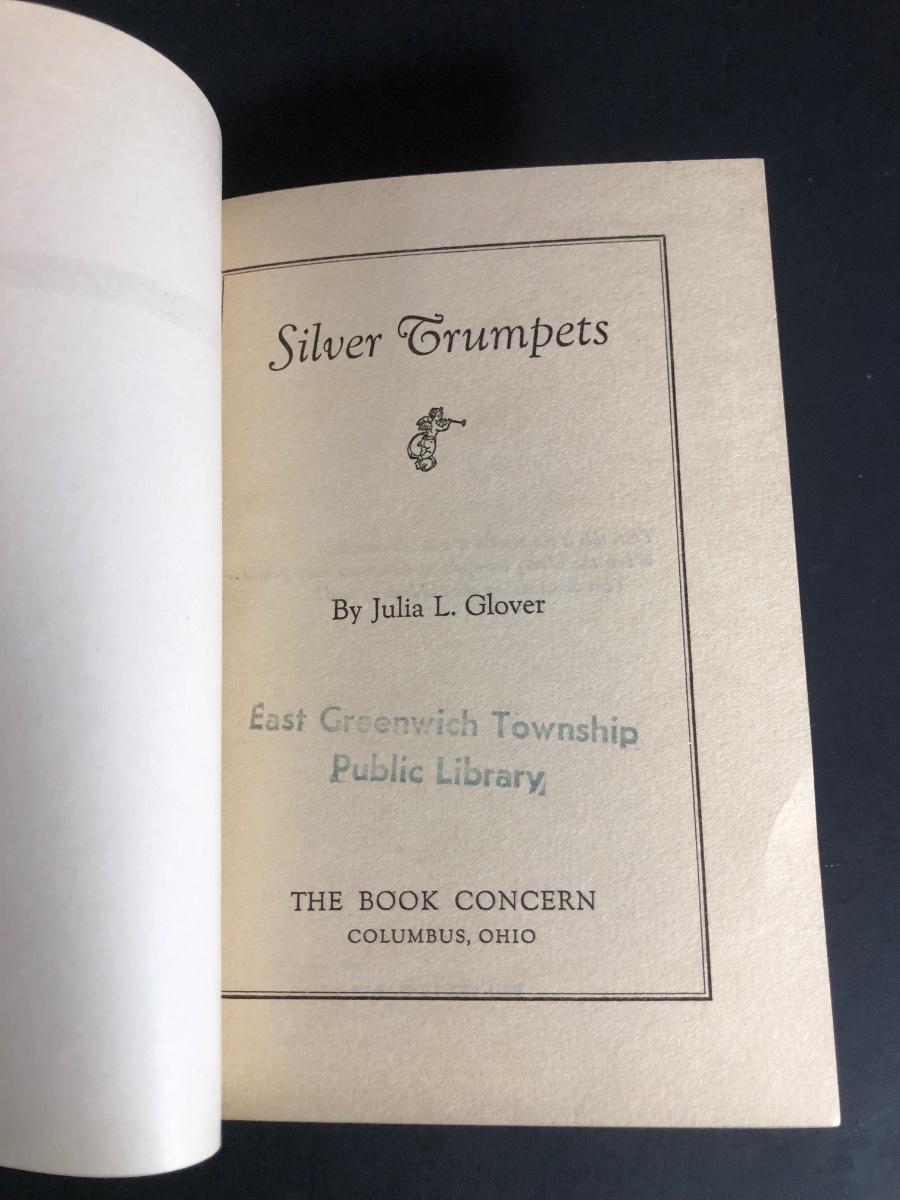 Silver Trumpets
By Julia L. Glover
East Greenwich Township
Public Library
THE BOOK CONCERN
COLUMBUS, OHIO